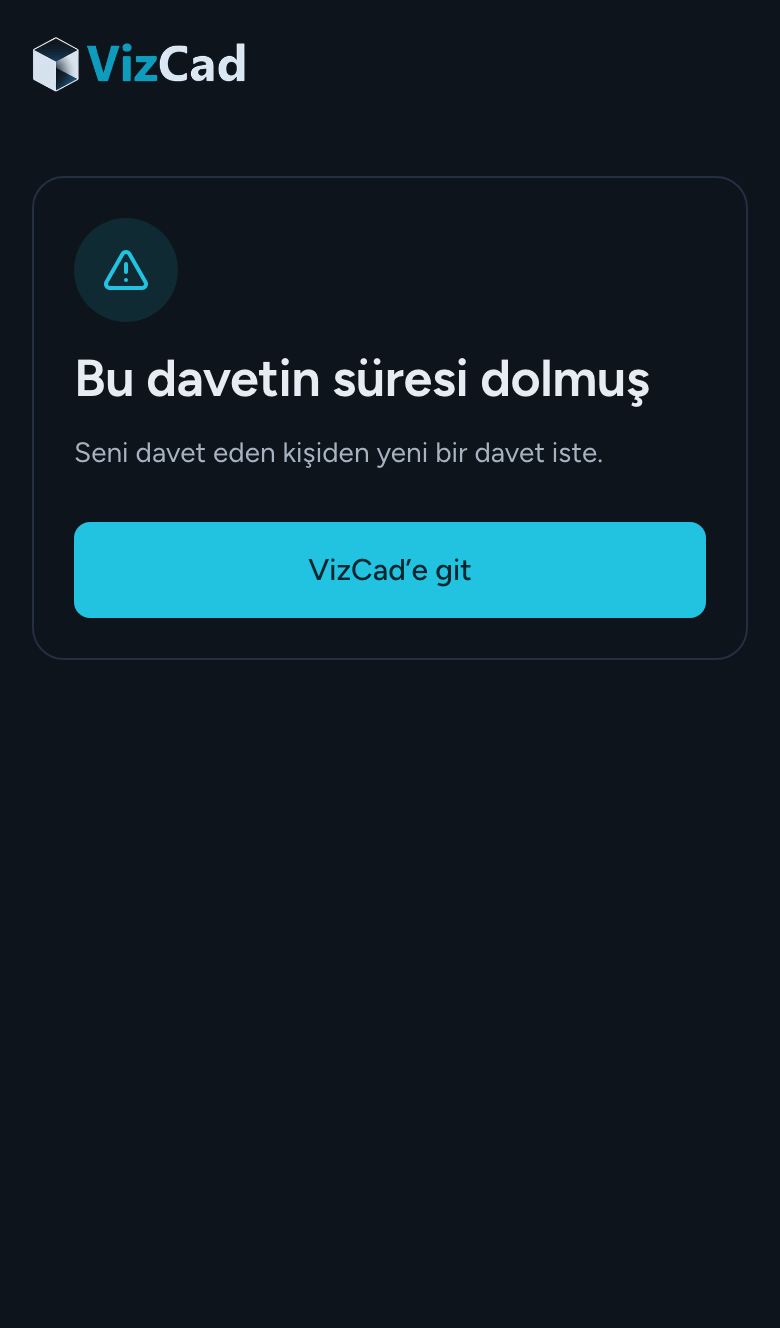 VizCad
Bu davetin süresi dolmuş
Seni davet eden kişiden yeni bir davet iste.
VizCad’e git